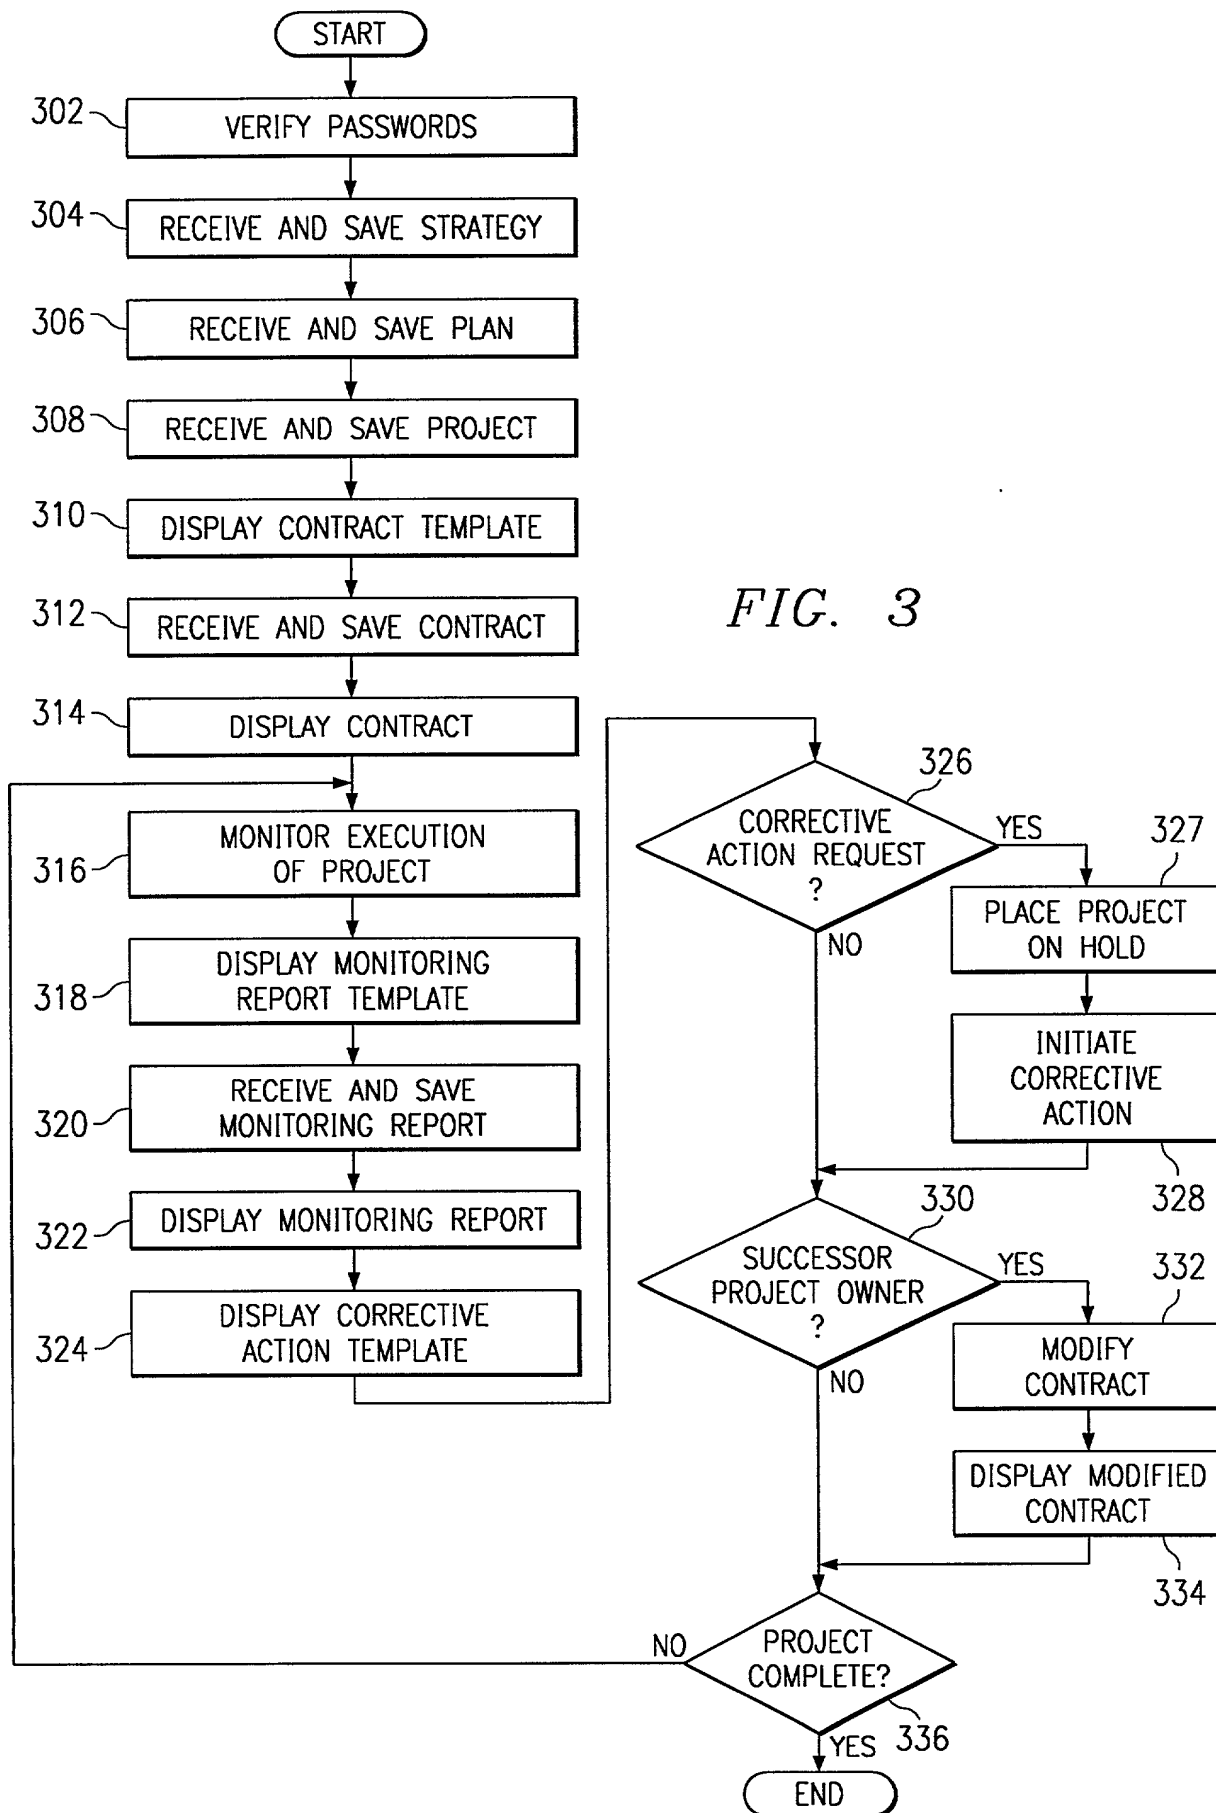 START
302
VERIFY PASSWORDS
304
RECEIVE AND SAVE STRATEGY
306
RECEIVE AND SAVE PLAN
308
RECEIVE AND SAVE PROJECT
310
DISPLAY CONTRACT TEMPLATE
312
RECEIVE AND SAVE CONTRACT
314
DISPLAY CONTRACT
316
MONITOR EXECUTION
OF PROJECT
318
DISPLAY MONITORING
REPORT TEMPLATE
320
RECEIVE AND SAVE
MONITORING REPORT
322
DISPLAY MONITORING REPORT
324
DISPLAY CORRECTIVE
ACTION TEMPLATE
FIG. 3
326
CORRECTIVE
ACTION REQUEST
?
YES
NO
327
PLACE PROJECT
ON HOLD
INITIATE
CORRECTIVE
ACTION
328
330
SUCCESSOR
PROJECT OWNER
?
YES
NO
332
MODIFY
CONTRACT
DISPLAY MODIFIED
CONTRACT
334
NO
PROJECT
COMPLETE?
336
YES
END